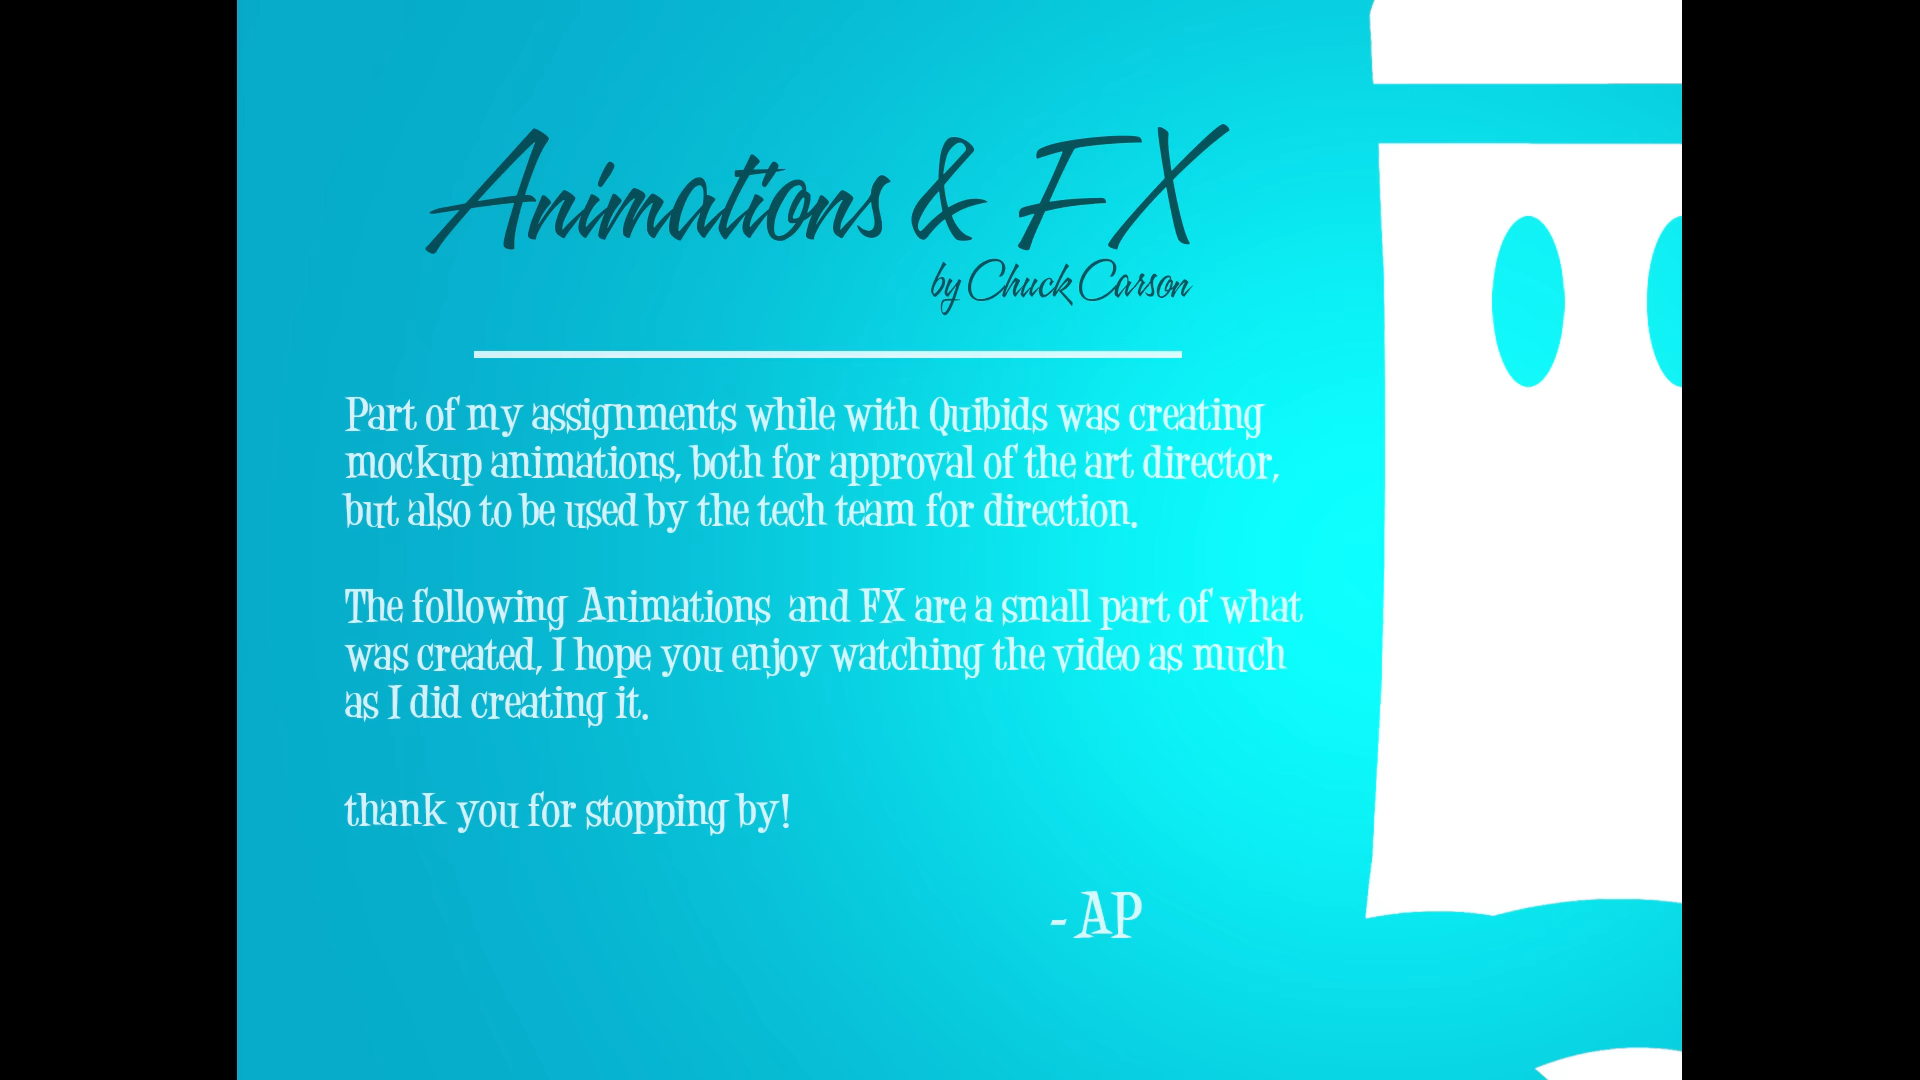 Animations & FX
by Chuck Carson
Part of my assignments while with Quibids was creating
mockup animations, both for approval of the art director,
but also to be used by the tech team for direction.
The following Animations and FX are a small part of what
was created, I hope you enjoy watching the video as much
as I did creating it.
thank you for stopping by!
- AP